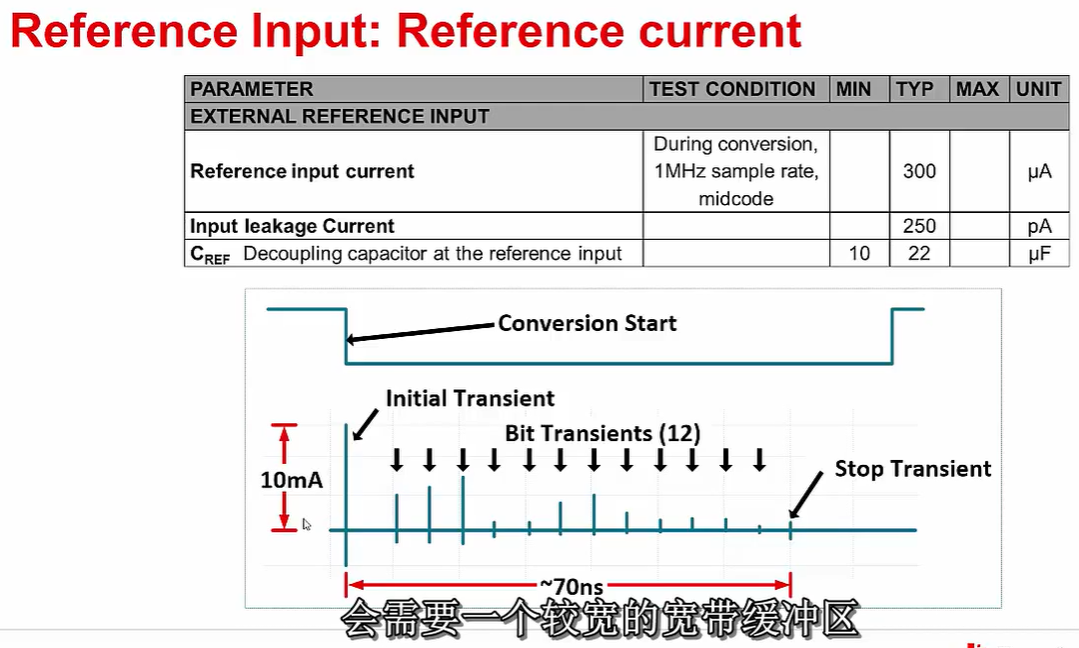 Reference Input: Reference current
PARAMETER TEST CONDITION MIN TYP MAX UNIT
EXTERNAL REFERENCE INPUT
Reference input current During conversion, 1MHz sample rate, midcode 300 µA
Input leakage Current 250 pA
CREF Decoupling capacitor at the reference input 10 22 µF
Conversion Start
Initial Transient
Bit Transients (12)
Stop Transient
10mA
~70ns
会需要一个较宽的宽带缓冲区